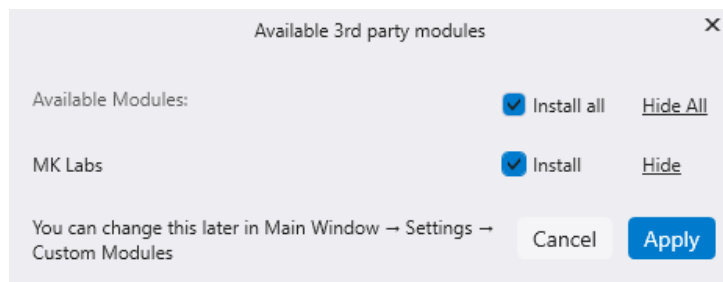 Available 3rd party modules
Available Modules:
Install all
Hide All
MK Labs
Install
Hide
You can change this later in Main Window → Settings →
Custom Modules
Cancel
Apply